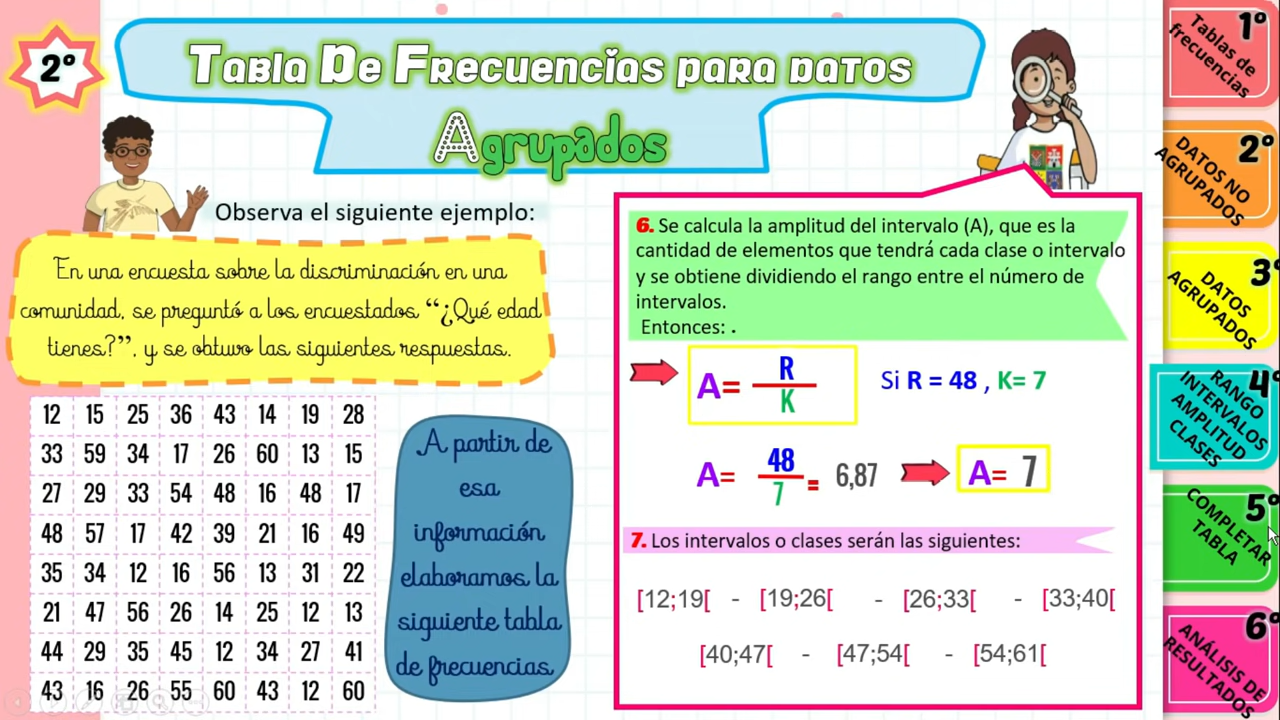 2º
Tabla De Frecuencias para datos
Agrupados
Observa el siguiente ejemplo:
En una encuesta sobre la discriminación en una
comunidad, se preguntó a los encuestados “¿Qué edad
tienes?”, y se obtuvo las siguientes respuestas.
12 15 25 36 43 14 19 28
33 59 34 17 26 60 13 15
27 29 33 54 48 16 48 17
48 57 17 42 39 21 16 49
35 34 12 16 56 13 31 22
21 47 56 26 14 25 12 13
44 29 35 45 12 34 27 41
43 16 26 55 60 43 12 60
A partir de
esa
información
elaboramos la
siguiente tabla
de frecuencias.
6. Se calcula la amplitud del intervalo (A), que es la
cantidad de elementos que tendrá cada clase o intervalo
y se obtiene dividiendo el rango entre el número de
intervalos.
Entonces: .
A= R
K
Si R = 48 , K= 7
A= 48
7 = 6,87
A= 7
7. Los intervalos o clases serán las siguientes:
[12;19[ - [19;26[ - [26;33[ - [33;40[
[40;47[ - [47;54[ - [54;61[
1º
Tablas de
frecuencias
2º
DATOS NO
AGRUPADOS
3º
DATOS
AGRUPADOS
4º
RANGO
INTERVALOS
AMPLITUD
CLASES
5º
COMPLETAR
TABLA
6º
ANÁLISIS DE
RESULTADOS